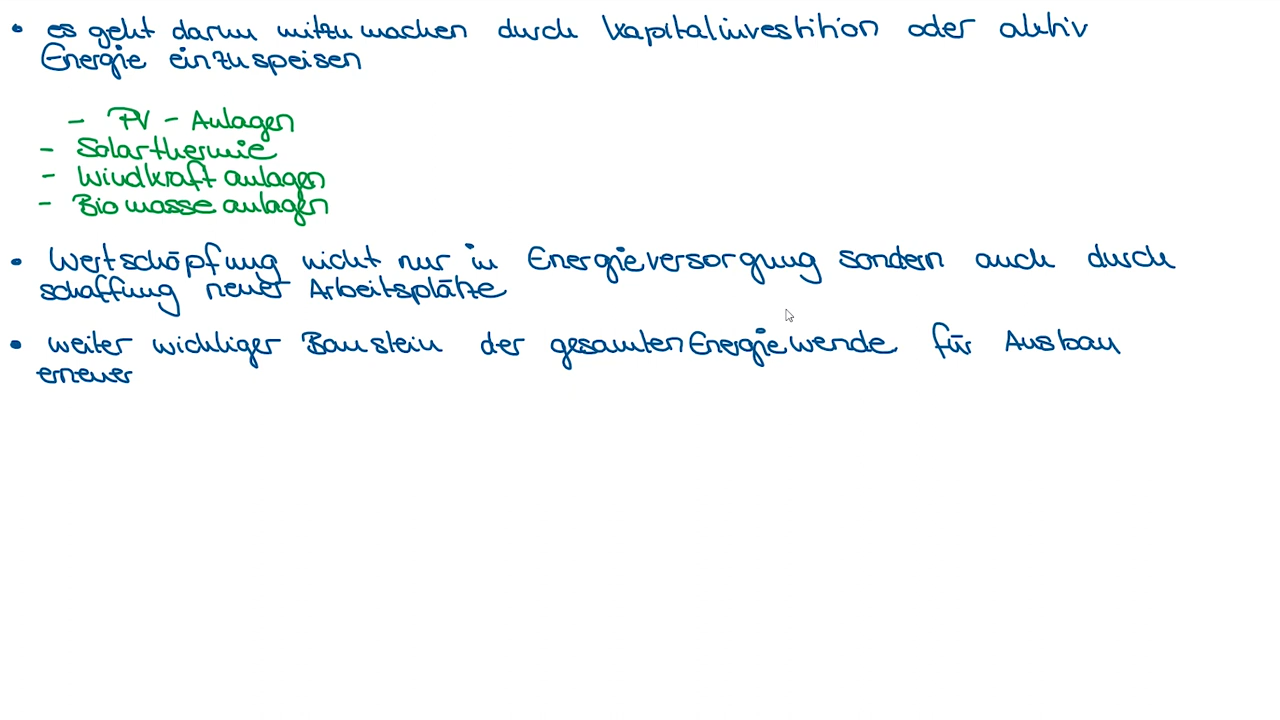 • es geht darum mitzumachen durch Kapitalinvestition oder aktiv
Energie einzuspeisen
- PV - Anlagen
- Solarthermie
- Windkraftanlagen
- Biomasseanlagen
• Wertschöpfung nicht nur in Energieversorgung sondern auch durch
schaffung neuer Arbeitsplätze
• weiter wichtiger Baustein der gesamten Energiewende für Ausbau
erneuer